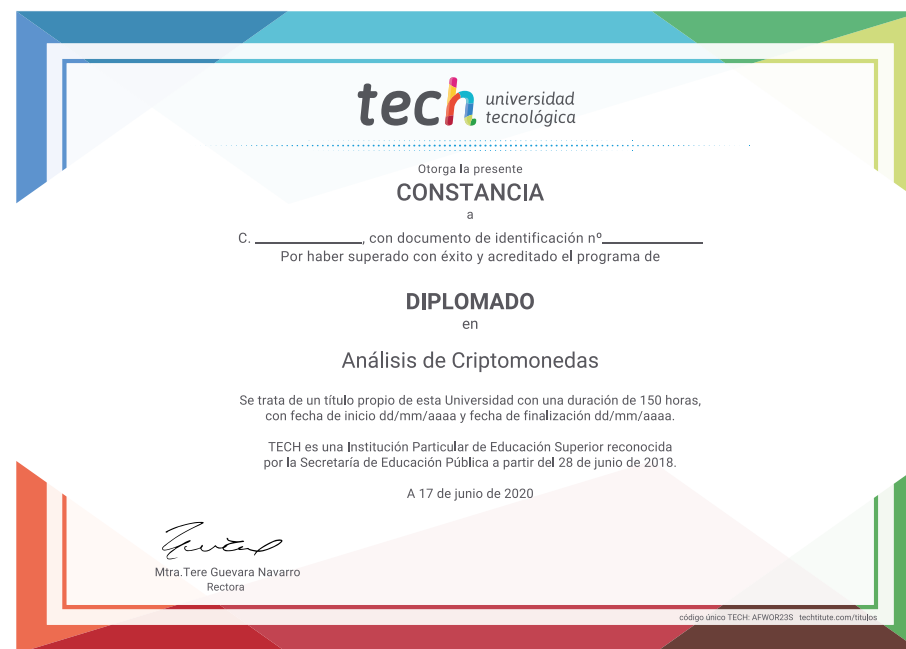 tech universidad
tecnológica
Otorga la presente
CONSTANCIA
a
C. ____________, con documento de identificación nº____________
Por haber superado con éxito y acreditado el programa de
DIPLOMADO
en
Análisis de Criptomonedas
Se trata de un título propio de esta Universidad con una duración de 150 horas,
con fecha de inicio dd/mm/aaaa y fecha de finalización dd/mm/aaaa.
TECH es una Institución Particular de Educación Superior reconocida
por la Secretaría de Educación Pública a partir del 28 de junio de 2018.
A 17 de junio de 2020
Mtra.Tere Guevara Navarro
Rectora
código único TECH: AFWOR23S techtitute.com/titulos